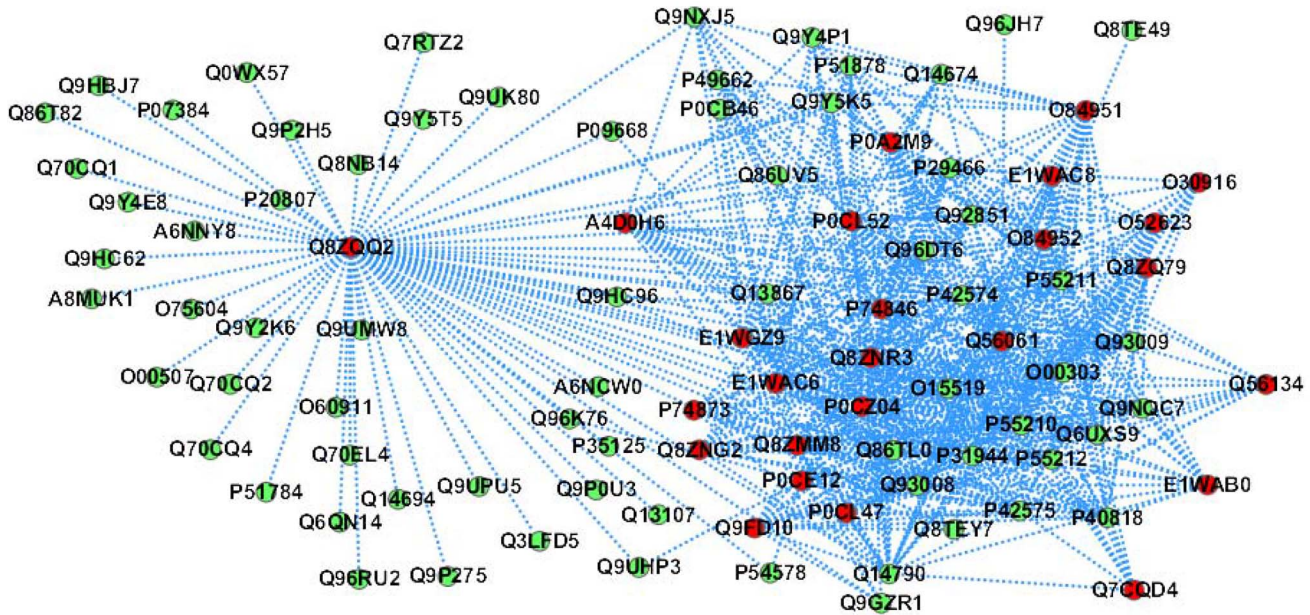 Q9NXJ5
Q96JH7
Q8TE49
Q7RTZ2
Q9Y4P1
P51878
Q14674
Q0WX57
Q9HBJ7
P49662
Q9UK80
Q86T82
P07384
P0CB46
Q9Y5K5
O84951
Q9Y5T5
Q9P2H5
P09668
P0A2M9
Q8NB14
Q70CQ1
Q86UV5
P29466
E1WAC8
O30916
Q9Y4E8
P20807
A6NNY8
A4D0H6
P0CL52
Q92851
O52623
Q8ZQQ2
O84952
Q96DT6
Q9HC62
Q8ZQ79
P55211
A8MUK1
Q9HC96
Q13867
P42574
O75604
P74846
Q9Y2K6
Q9UMW8
E1WGZ9
Q56061
Q93009
Q8ZNR3
O00507
Q70CQ2
A6NCW0
E1WAC6
O15519
O00303
Q56134
O60911
P74873
P0CZ04
Q9NQC7
Q96K76
P55210
Q6UXS9
Q70CQ4
P35125
Q8ZNG2
Q8ZMM8
Q86TL0
P31944
P55212
Q70EL4
P51784
Q14694
Q9UPU5
Q9P0U3
P0CE12
Q93008
E1WAB0
Q6QN14
Q13107
Q9FD10
P0CL47
P42575
P40818
Q8TEY7
Q3LFD5
Q96RU2
Q9P275
Q9UHP3
P54578
Q14790
Q7CQD4
Q9GZR1